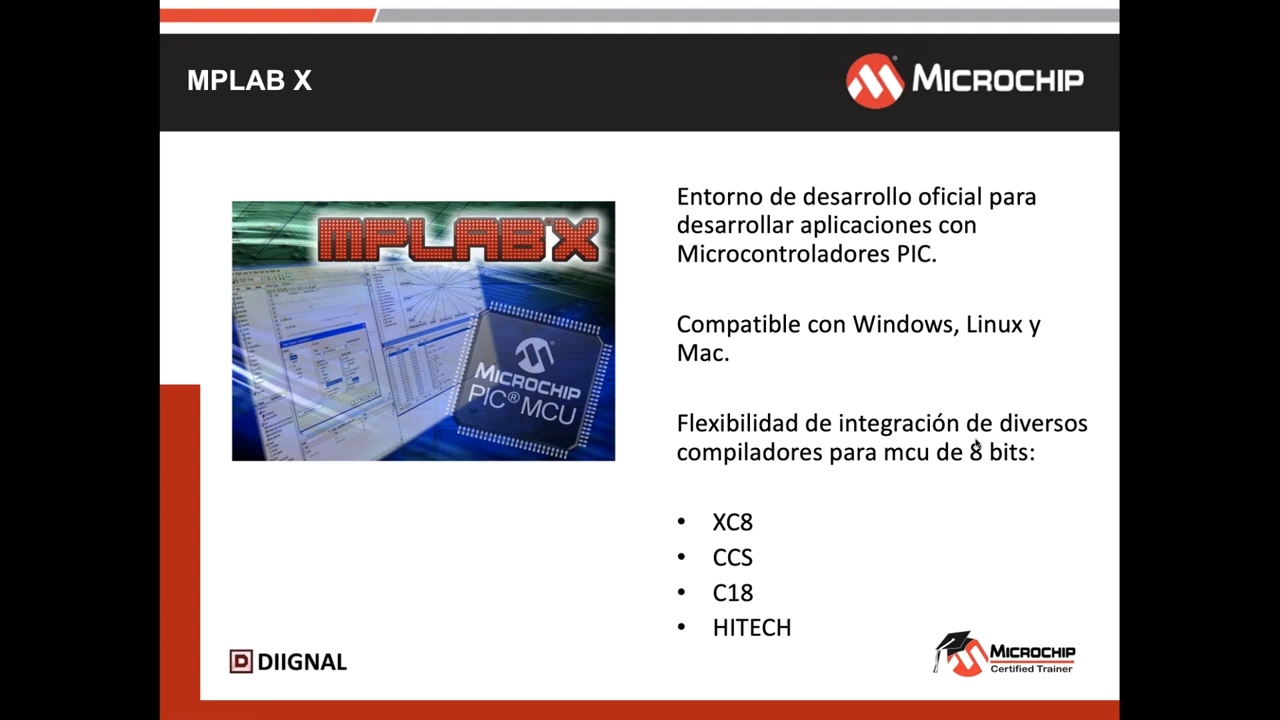 MPLAB X
MICROCHIP
MPLAB X
MICROCHIP
PIC® MCU
Entorno de desarrollo oficial para
desarrollar aplicaciones con
Microcontroladores PIC.
Compatible con Windows, Linux y
Mac.
Flexibilidad de integración de diversos
compiladores para mcu de 8 bits:
• XC8
• CCS
• C18
• HITECH
D DIIGNAL
MICROCHIP
Certified Trainer